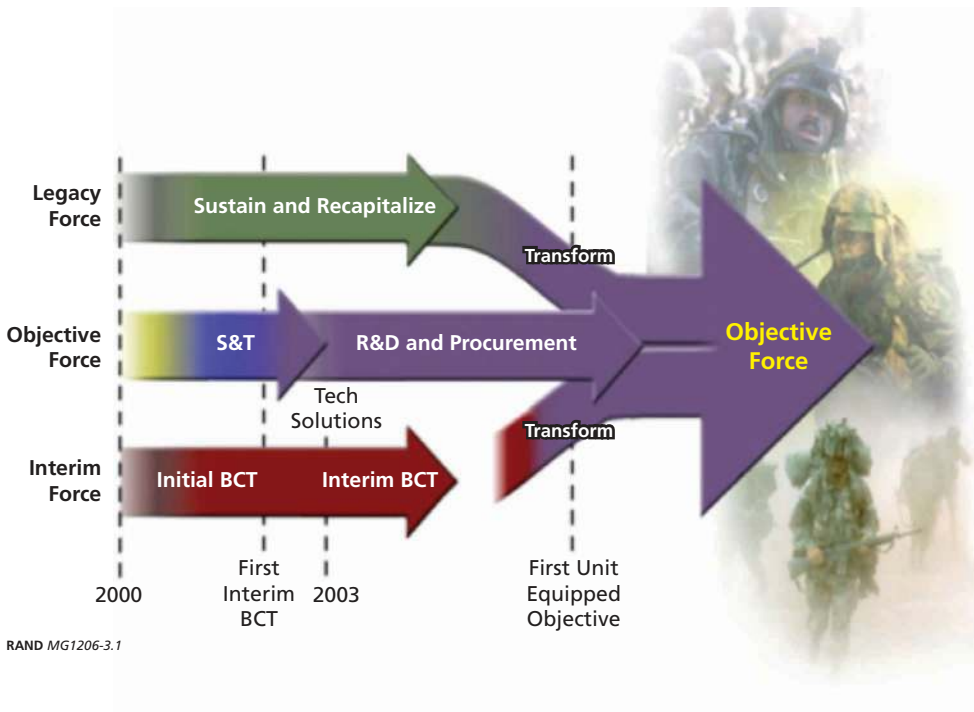 Legacy
Force
Sustain and Recapitalize
Transform
Objective
Force
S&T
R&D and Procurement
Objective
Force
Tech
Solutions
Transform
Interim
Force
Initial BCT
Interim BCT
2000
First
Interim
BCT
2003
First Unit
Equipped
Objective
RAND MG1206-3.1